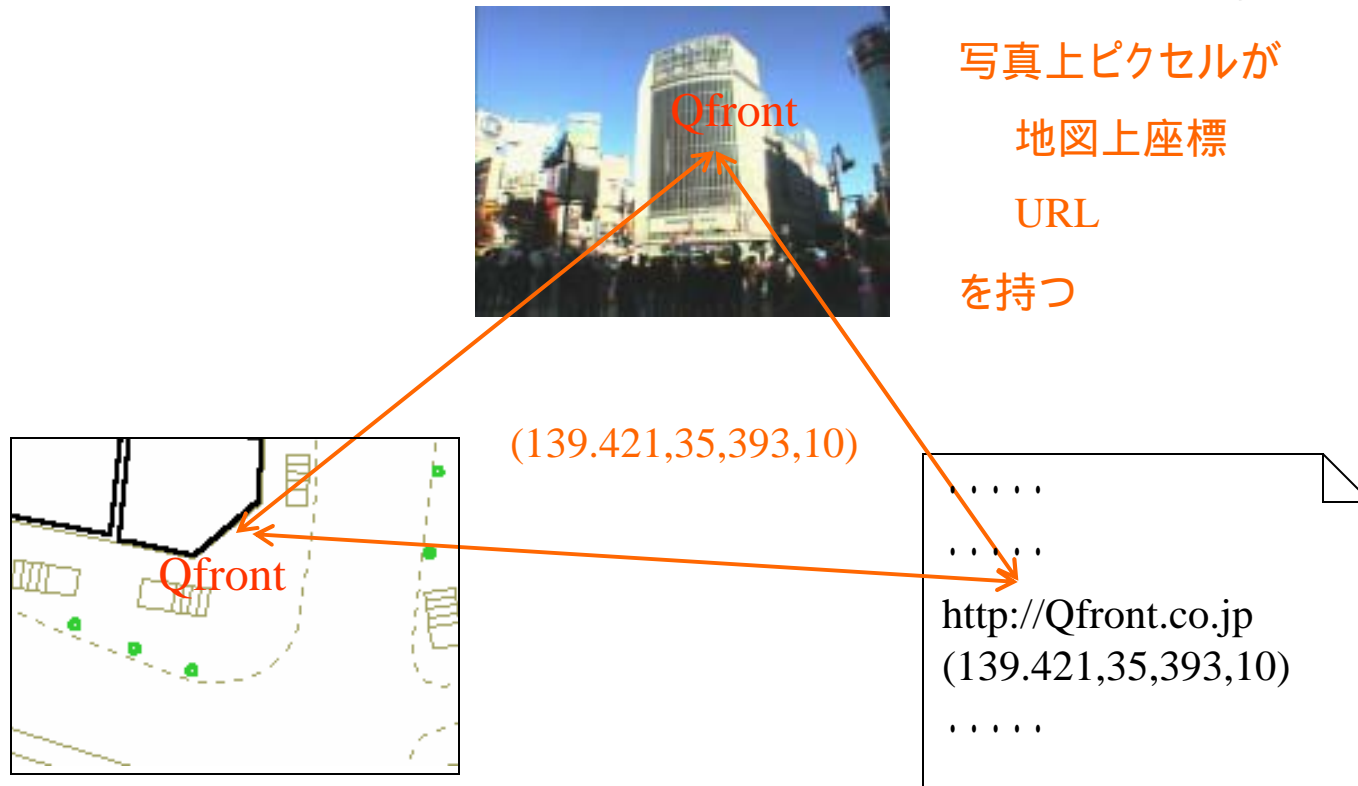 写真上ピクセルが
地図上座標
URL
を持つ
Qfront
(139.421,35,393,10)
Qfront
.....
.....
http://Qfront.co.jp
(139.421,35,393,10)
.....